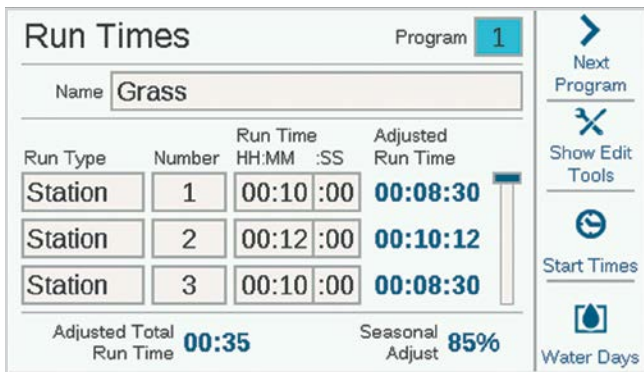 Run Times
Program 1
Name Grass
Run Type
Number
Run Time
HH:MM :SS
Adjusted
Run Time
Station 1 00:10 :00 00:08:30
Station 2 00:12 :00 00:10:12
Station 3 00:10 :00 00:08:30
Adjusted Total
Run Time 00:35
Seasonal
Adjust 85%
Next
Program
Show Edit
Tools
Start Times
Water Days